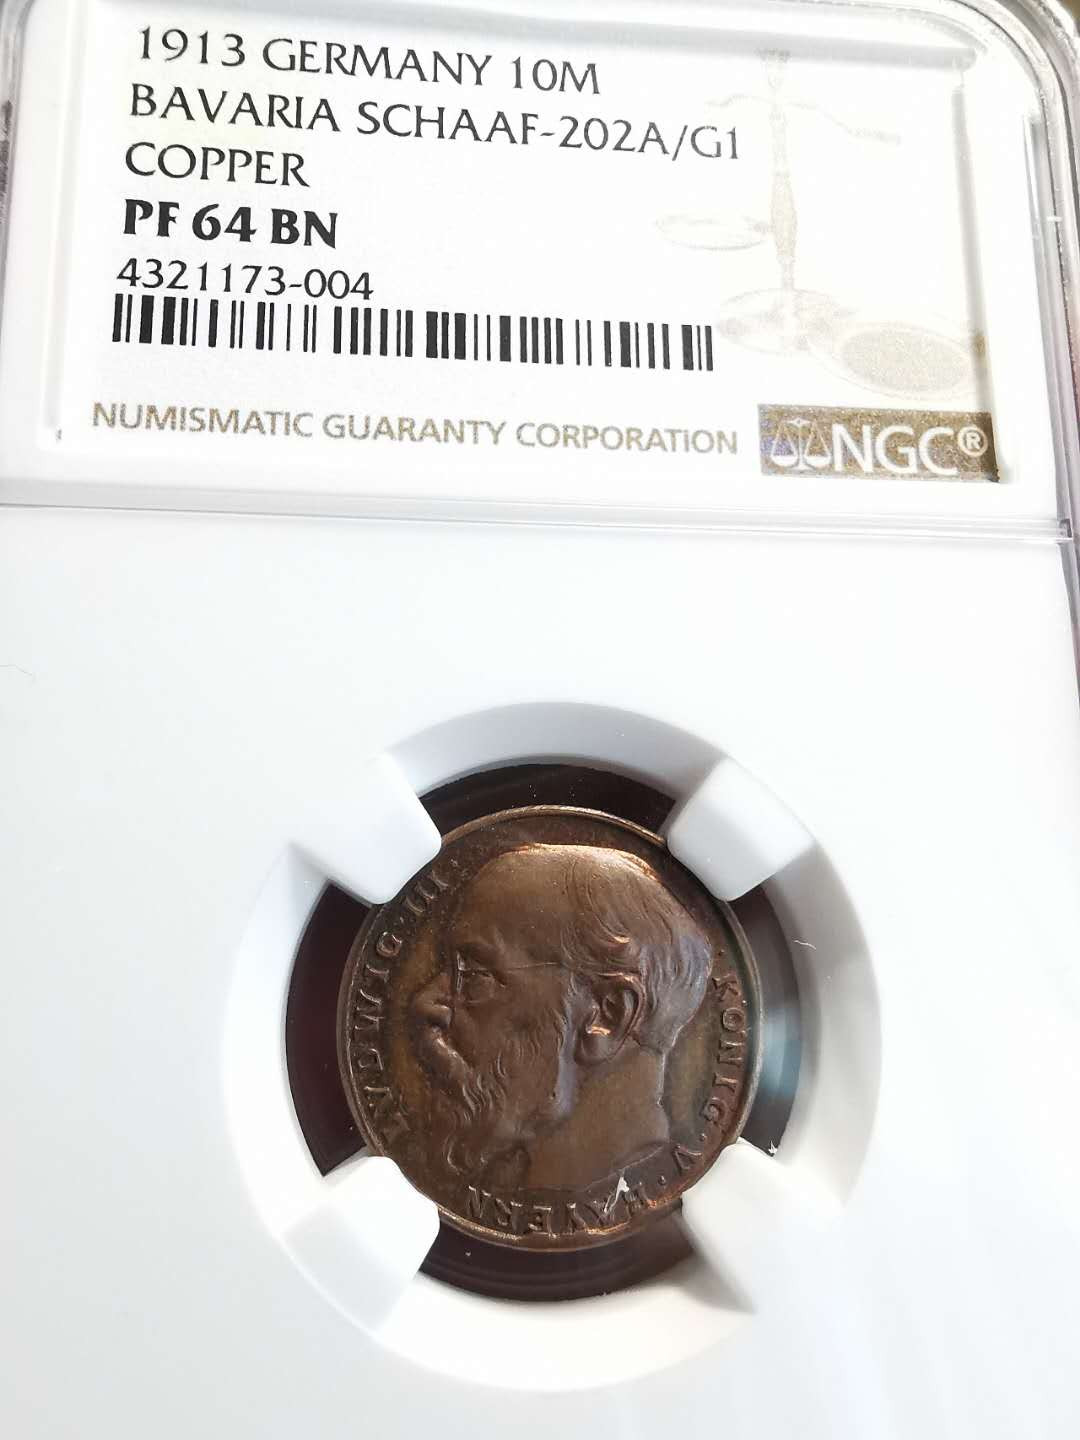 1913 GERMANY 10M
BAVARIA SCHAAF-202A/G1
COPPER
PF 64 BN
4321173-004
NUMISMATIC GUARANTY CORPORATION
NGC®
LVDWIG·III· KÖNIG·V·BAYERN